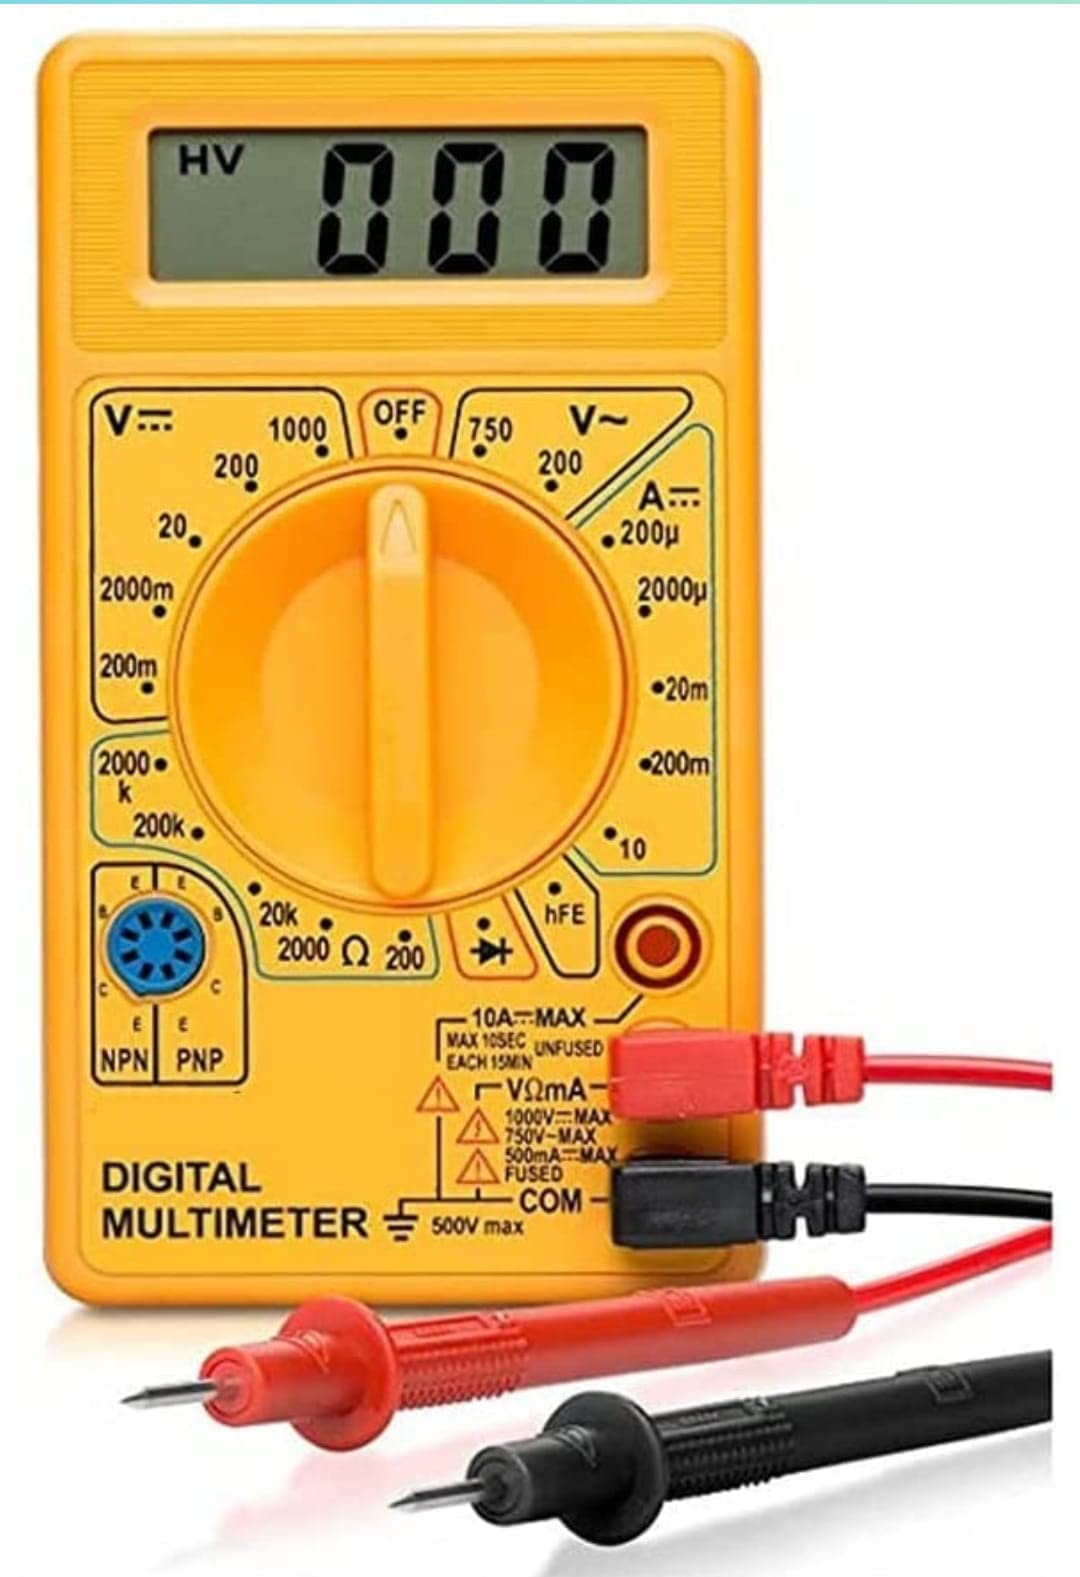 HV 000
V⎓
1000
OFF
750
V~
200
200
A⎓
20
200µ
2000m
2000µ
200m
20m
2000
k
200m
200k
10
20k
2000 Ω 200
hFE
E E
B B
C C
E E
NPN PNP
10A⎓MAX
MAX 10SEC
EACH 15MIN
UNFUSED
VΩmA
1000V⎓MAX
750V~MAX
500mA⎓MAX
FUSED
COM
500V max
DIGITAL
MULTIMETER